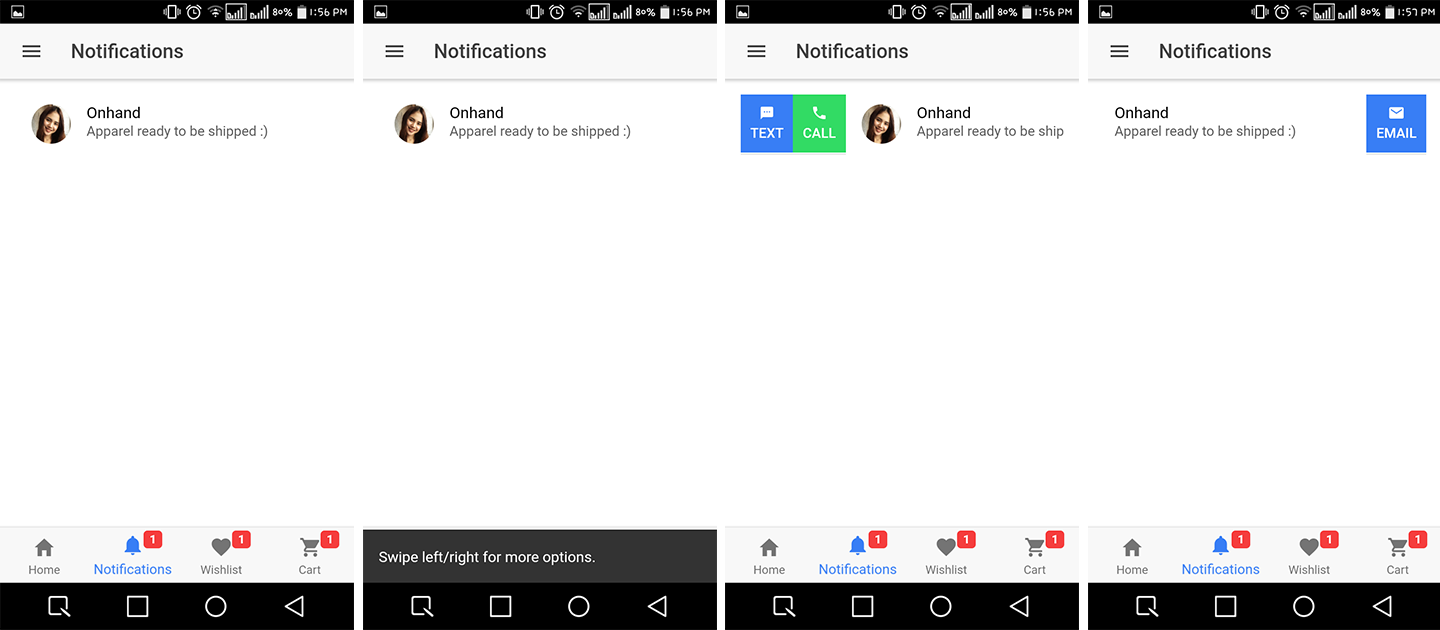 80% 1:56 PM
Notifications
Onhand
Apparel ready to be shipped :)
1 1 1
Home Notifications Wishlist Cart
80% 1:56 PM
Notifications
Onhand
Apparel ready to be shipped :)
Swipe left/right for more options.
80% 1:56 PM
Notifications
TEXT CALL
Onhand
Apparel ready to be ship
1 1 1
Home Notifications Wishlist Cart
80% 1:57 PM
Notifications
Onhand
Apparel ready to be shipped :)
EMAIL
1 1 1
Home Notifications Wishlist Cart